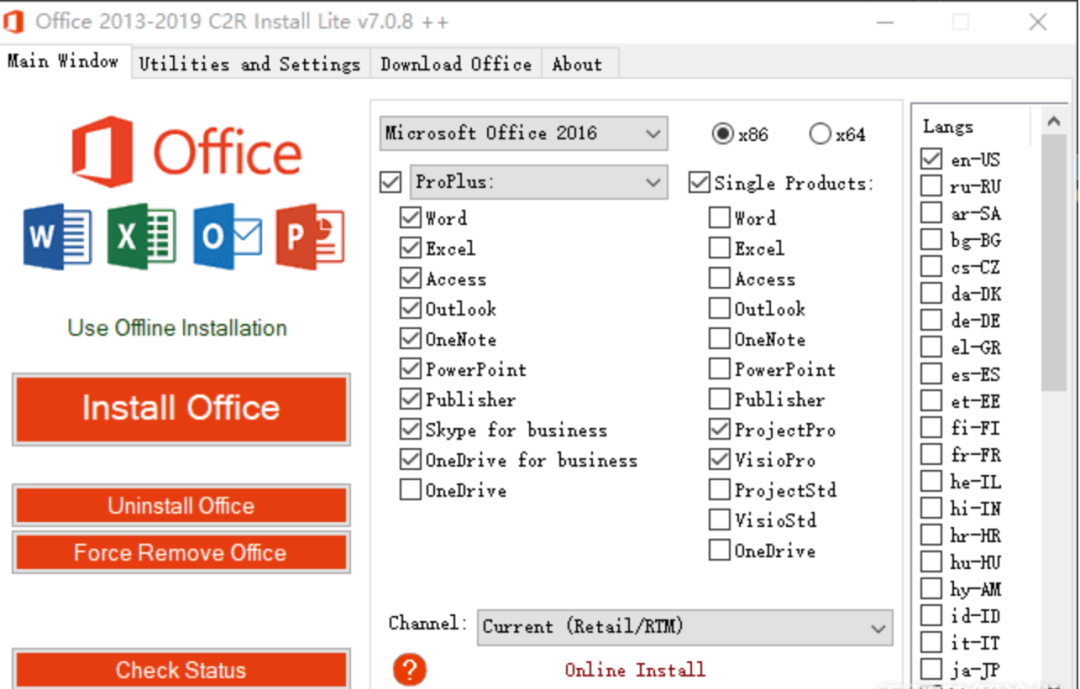 Office 2013-2019 C2R Install Lite v7.0.8 ++
Main Window
Utilities and Settings
Download Office
About
Office
W
X
O
P
Use Offline Installation
Install Office
Uninstall Office
Force Remove Office
Check Status
Microsoft Office 2016
x86
x64
ProPlus:
Word
Excel
Access
Outlook
OneNote
PowerPoint
Publisher
Skype for business
OneDrive for business
OneDrive
Single Products:
Word
Excel
Access
Outlook
OneNote
PowerPoint
Publisher
ProjectPro
VisioPro
ProjectStd
VisioStd
OneDrive
Channel:
Current (Retail/RTM)
?
Online Install
Langs
en-US
ru-RU
ar-SA
bg-BG
cs-CZ
da-DK
de-DE
el-GR
es-ES
et-EE
fi-FI
fr-FR
he-IL
hi-IN
hr-HR
hu-HU
hy-AM
id-ID
it-IT
ja-JP